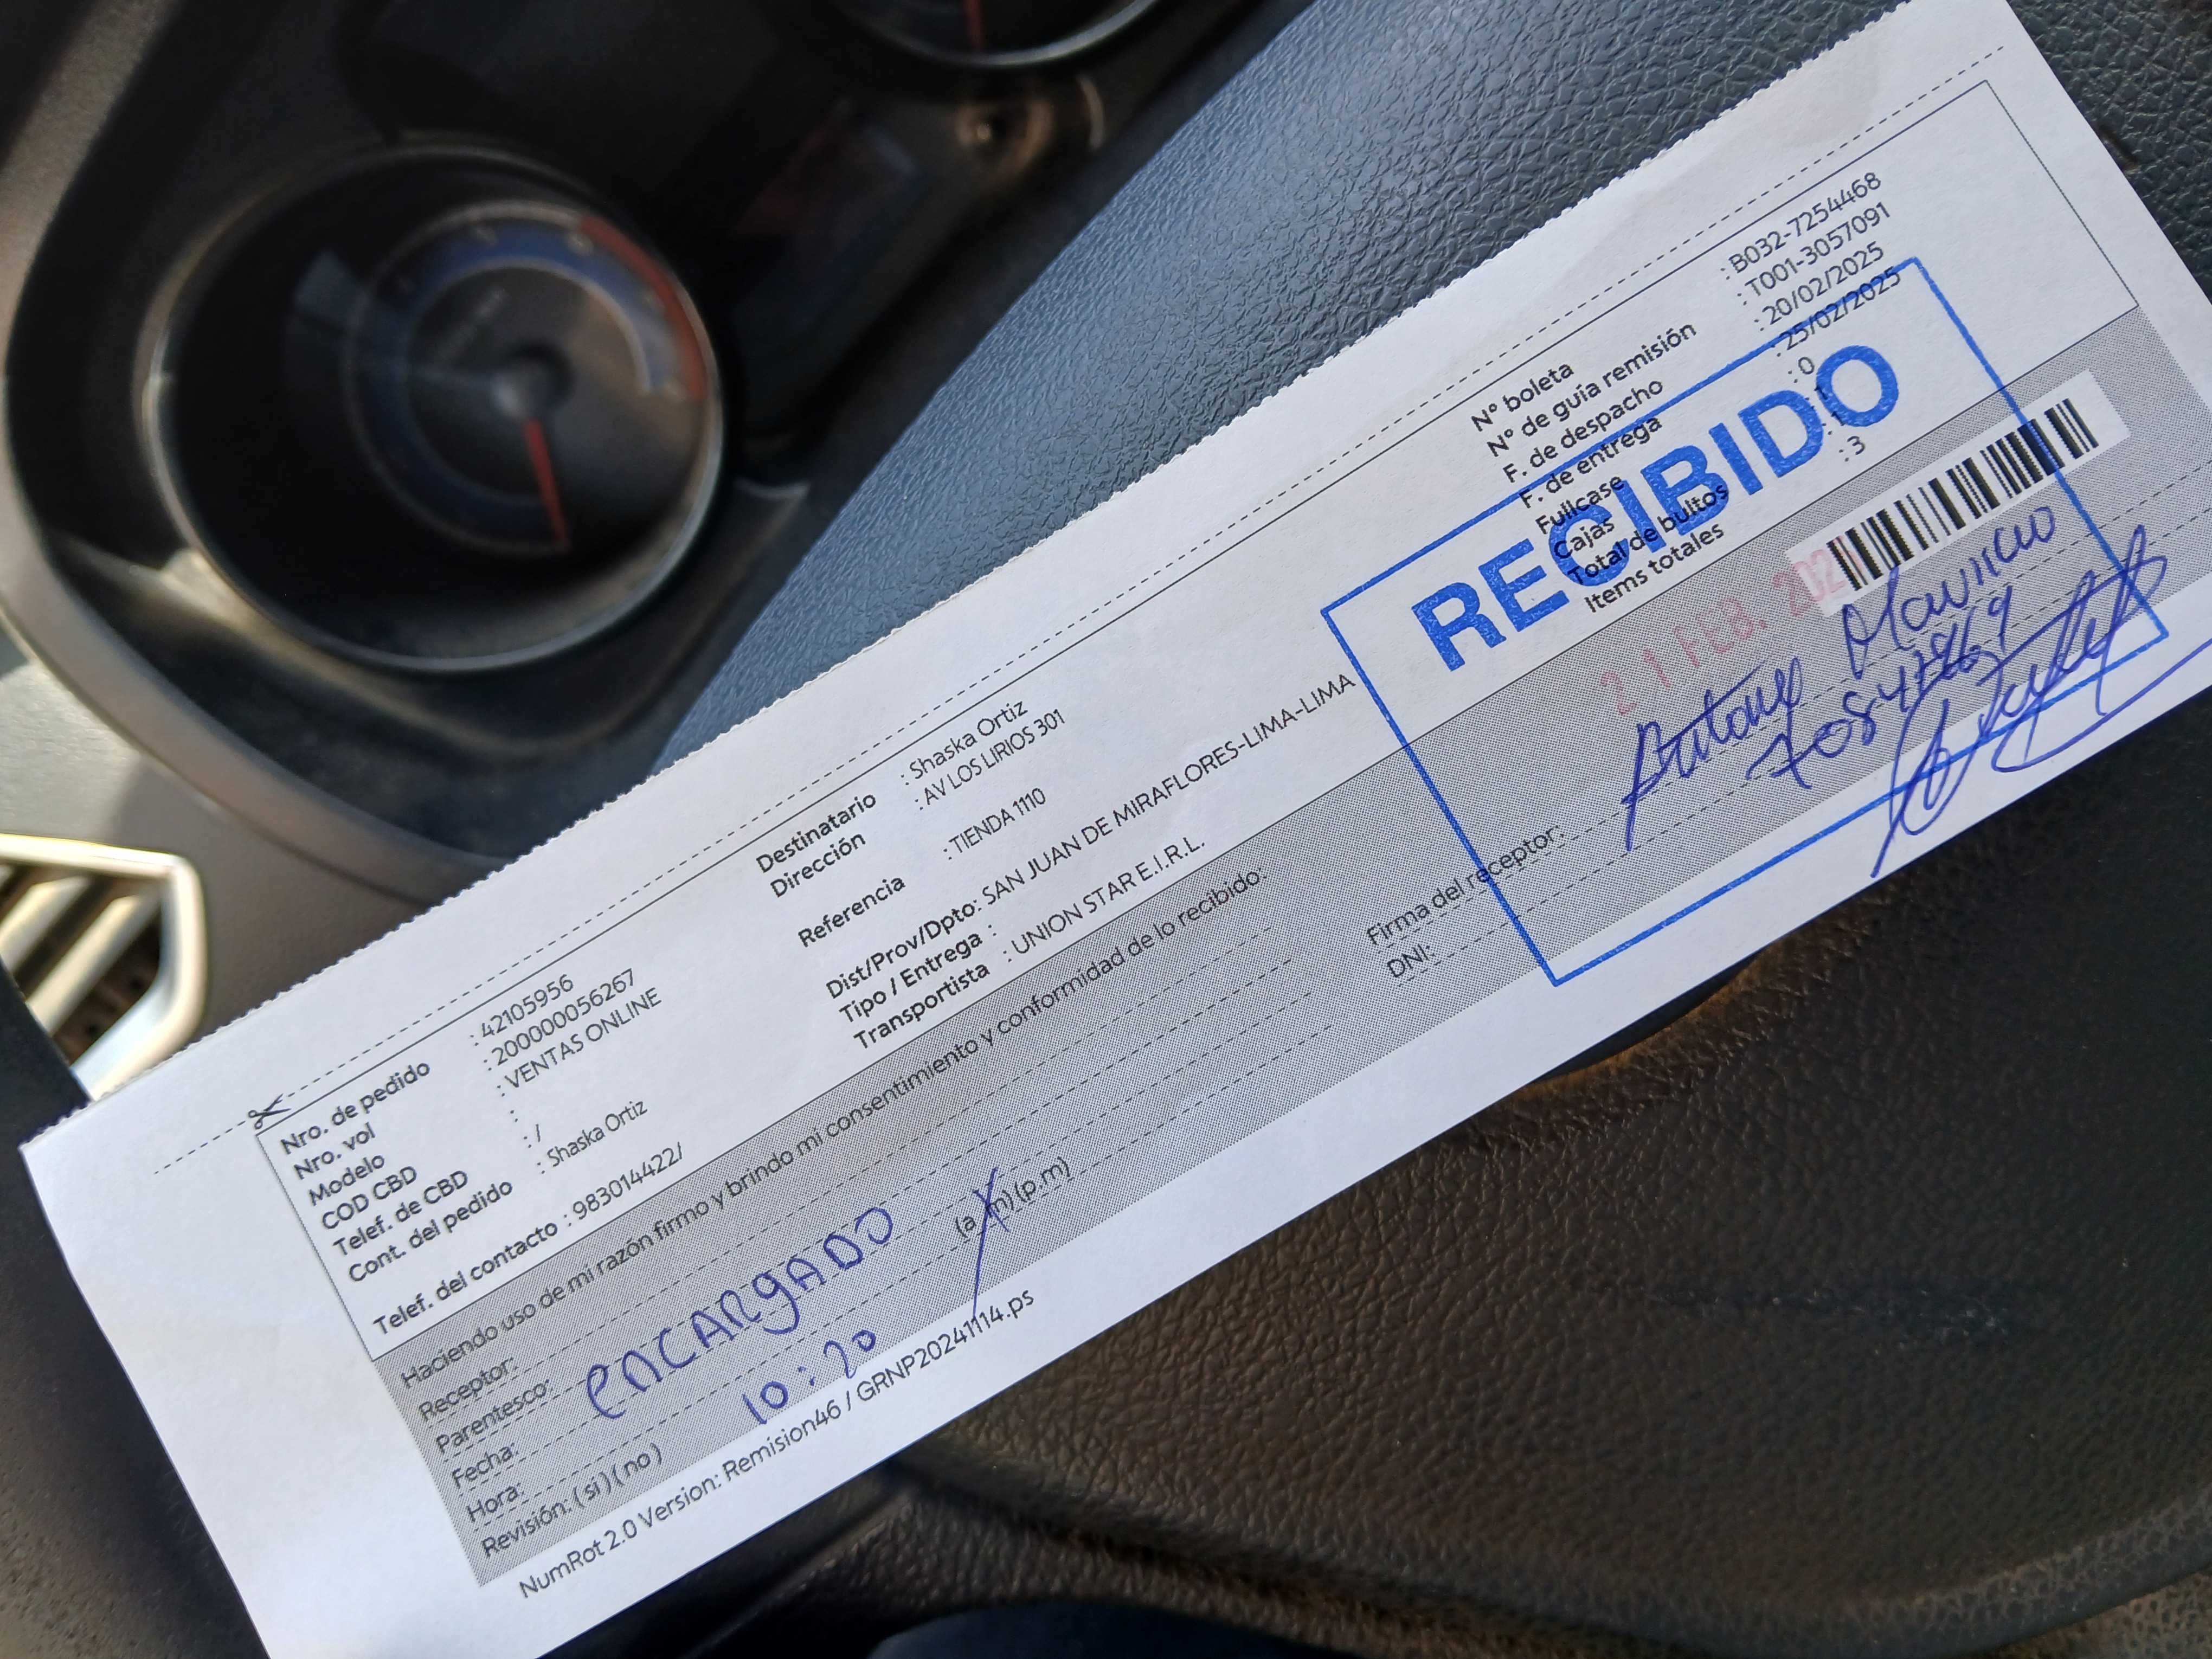 Nro. de pedido : 42105956
Nro. vol : 20000056267
Modelo : VENTAS ONLINE
COD CBD :
Telef. de CBD : /
Cont. del pedido : Shaska Ortiz
Telef. del contacto : 983014422/
Destinatario : Shaska Ortiz
Dirección : AV LOS LIRIOS 301
Referencia : TIENDA 1110
Dist/Prov/Dpto: SAN JUAN DE MIRAFLORES-LIMA-LIMA
Tipo / Entrega :
Transportista : UNION STAR E.I.R.L.
N° boleta : B032-7254468
N° de guía remisión : T001-3057091
F. de despacho : 20/02/2025
F. de entrega : 25/02/2025
Fullcase : 0
Cajas : 1
Total de bultos : 1
Items totales : 3
RECIBIDO
21 FEB. 202
Haciendo uso de mi razón firmo y brindo mi consentimiento y conformidad de lo recibido:
Receptor:
Parentesco: encargado
Fecha:
Hora: 10:20 (a.m)(p.m)
Revisión: (si)(no)
Firma del receptor:
DNI:
NumRot 2.0 Version: Remision46 / GRNP20241114.ps